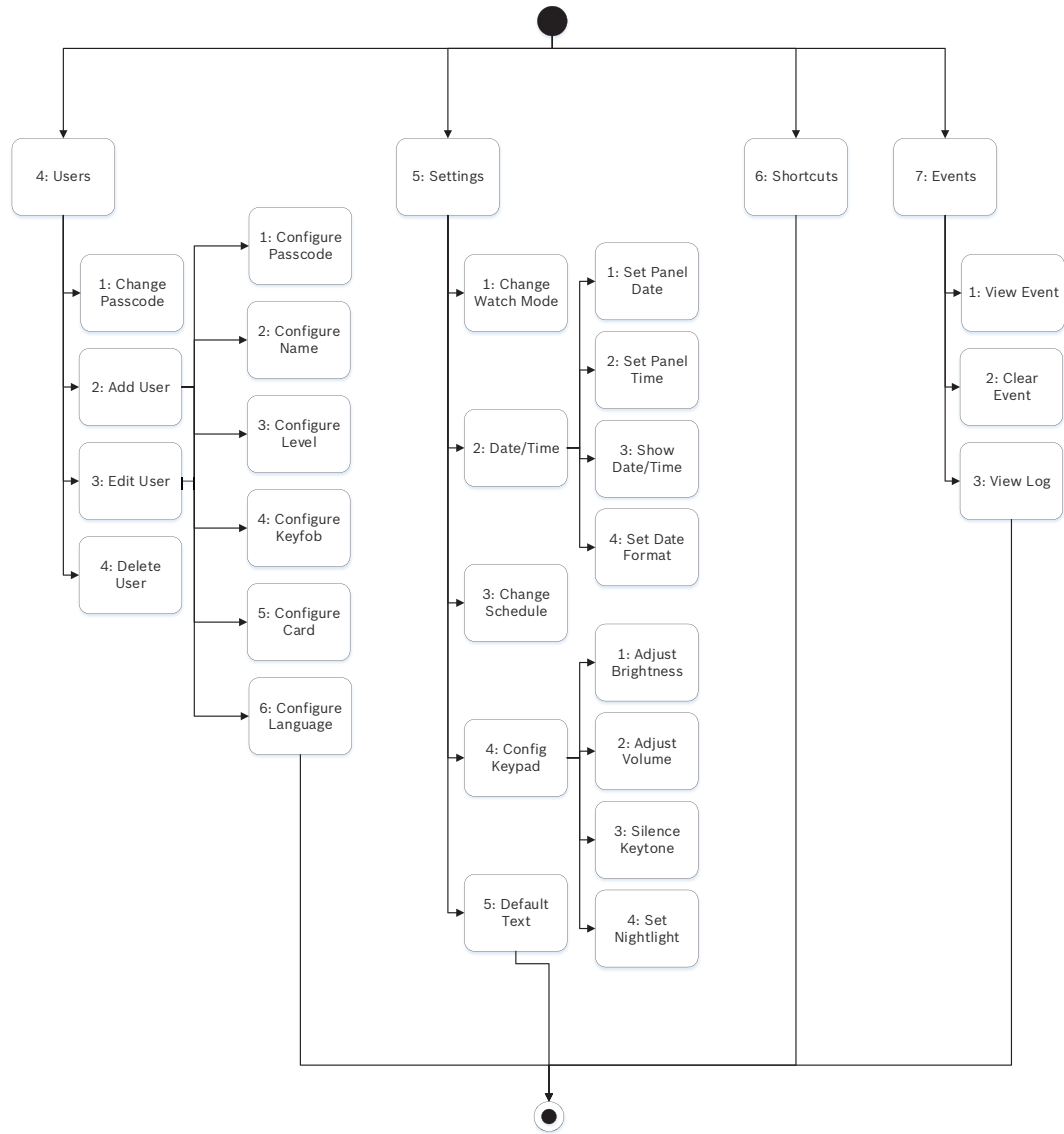 4: Users
1: Change
Passcode
2: Add User
3: Edit User
4: Delete
User
1: Configure
Passcode
2: Configure
Name
3: Configure
Level
4: Configure
Keyfob
5: Configure
Card
6: Configure
Language
5: Settings
1: Change
Watch Mode
2: Date/Time
1: Set Panel
Date
2: Set Panel
Time
3: Show
Date/Time
4: Set Date
Format
3: Change
Schedule
4: Config
Keypad
1: Adjust
Brightness
2: Adjust
Volume
3: Silence
Keytone
4: Set
Nightlight
5: Default
Text
6: Shortcuts
7: Events
1: View Event
2: Clear
Event
3: View Log